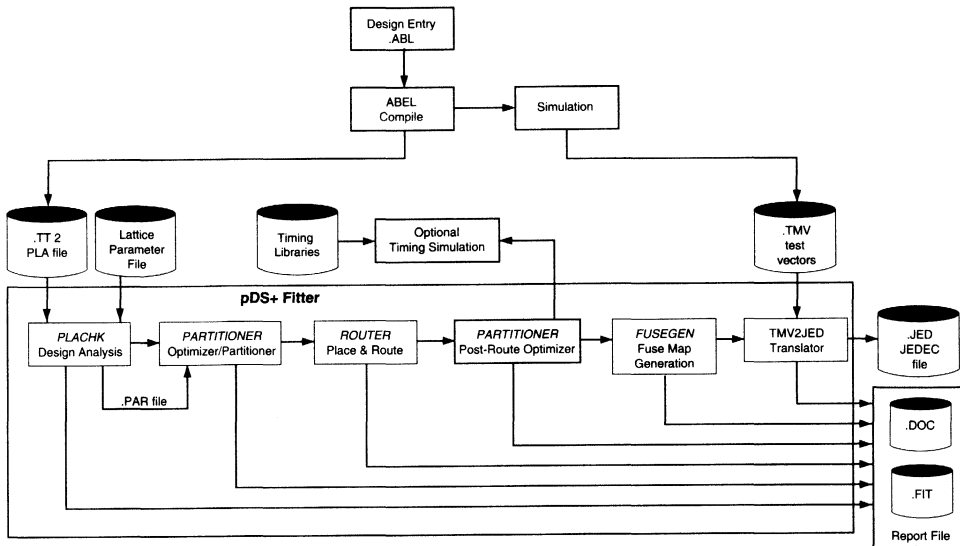 Design Entry
.ABL
ABEL
Compile
Simulation
.TT 2
PLA file
Lattice
Parameter
File
Timing
Libraries
Optional
Timing Simulation
.TMV
test
vectors
pDS+ Fitter
PLACHK
Design Analysis
PARTITIONER
Optimizer/Partitioner
ROUTER
Place & Route
PARTITIONER
Post-Route Optimizer
FUSEGEN
Fuse Map
Generation
TMV2JED
Translator
.JED
JEDEC
file
.PAR file
.DOC
.FIT
Report File